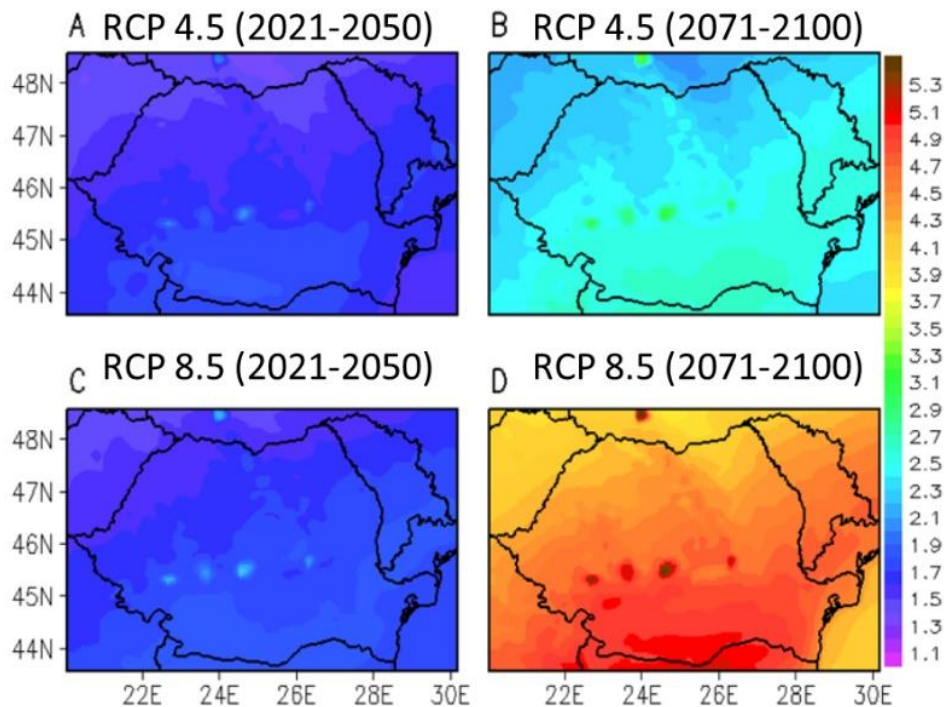 A RCP 4.5 (2021-2050)
B RCP 4.5 (2071-2100)
48N
47N
46N
45N
44N
5.3
5.1
4.9
4.7
4.5
4.3
4.1
3.9
3.7
3.5
3.3
3.1
2.9
2.7
2.5
2.3
2.1
1.9
1.7
1.5
1.3
1.1
C RCP 8.5 (2021-2050)
D RCP 8.5 (2071-2100)
48N
47N
46N
45N
44N
22E 24E 26E 28E 30E
22E 24E 26E 28E 30E